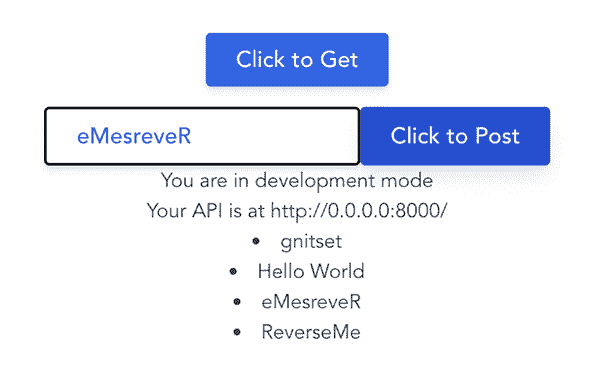 Click to Get
eMesreveR
Click to Post
You are in development mode
Your API is at http://0.0.0.0:8000/
• gnitset
• Hello World
• eMesreveR
• ReverseMe